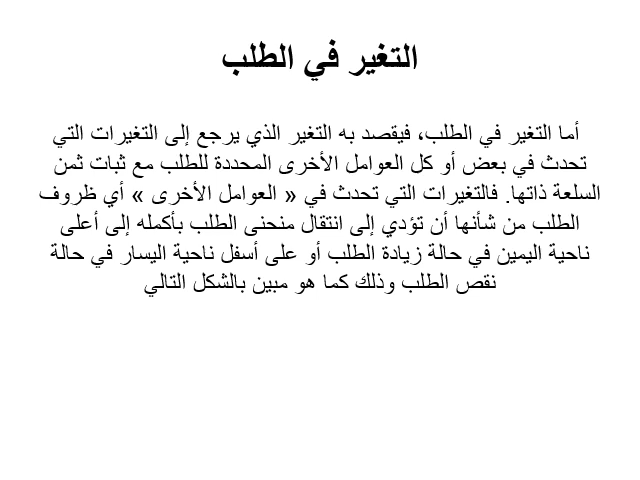 التغير في الطلب
أما التغير في الطلب، فيقصد به التغير الذي يرجع إلى التغيرات التي
تحدث في بعض أو كل العوامل الأخرى المحددة للطلب مع ثبات ثمن
السلعة ذاتها. فالتغيرات التي تحدث في « العوامل الأخرى » أي ظروف
الطلب من شأنها أن تؤدي إلى انتقال منحنى الطلب بأكمله إلى أعلى
ناحية اليمين في حالة زيادة الطلب أو على أسفل ناحية اليسار في حالة
نقص الطلب وذلك كما هو مبين بالشكل التالي